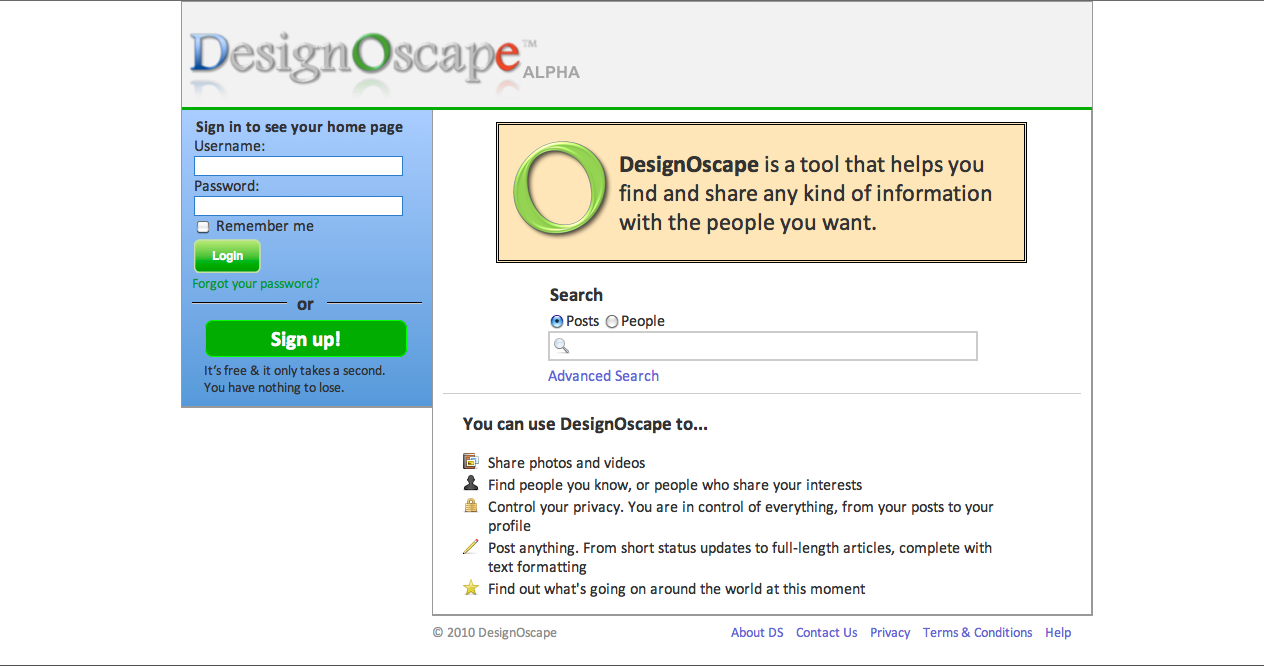 DesignOscape™ ALPHA
Sign in to see your home page
Username:
Password:
Remember me
Login
Forgot your password?
or
Sign up!
It's free & it only takes a second.
You have nothing to lose.
DesignOscape is a tool that helps you
find and share any kind of information
with the people you want.
Search
Posts People
Advanced Search
You can use DesignOscape to...
Share photos and videos
Find people you know, or people who share your interests
Control your privacy. You are in control of everything, from your posts to your
profile
Post anything. From short status updates to full-length articles, complete with
text formatting
Find out what's going on around the world at this moment
© 2010 DesignOscape About DS Contact Us Privacy Terms & Conditions Help